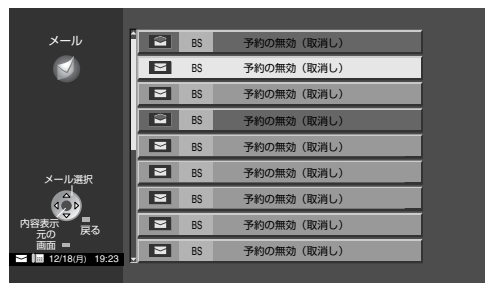 メール
BS 予約の無効（取消し）
BS 予約の無効（取消し）
BS 予約の無効（取消し）
BS 予約の無効（取消し）
BS 予約の無効（取消し）
BS 予約の無効（取消し）
BS 予約の無効（取消し）
BS 予約の無効（取消し）
BS 予約の無効（取消し）
メール選択
内容表示
戻る
元の
画面
12/18(月) 19:23